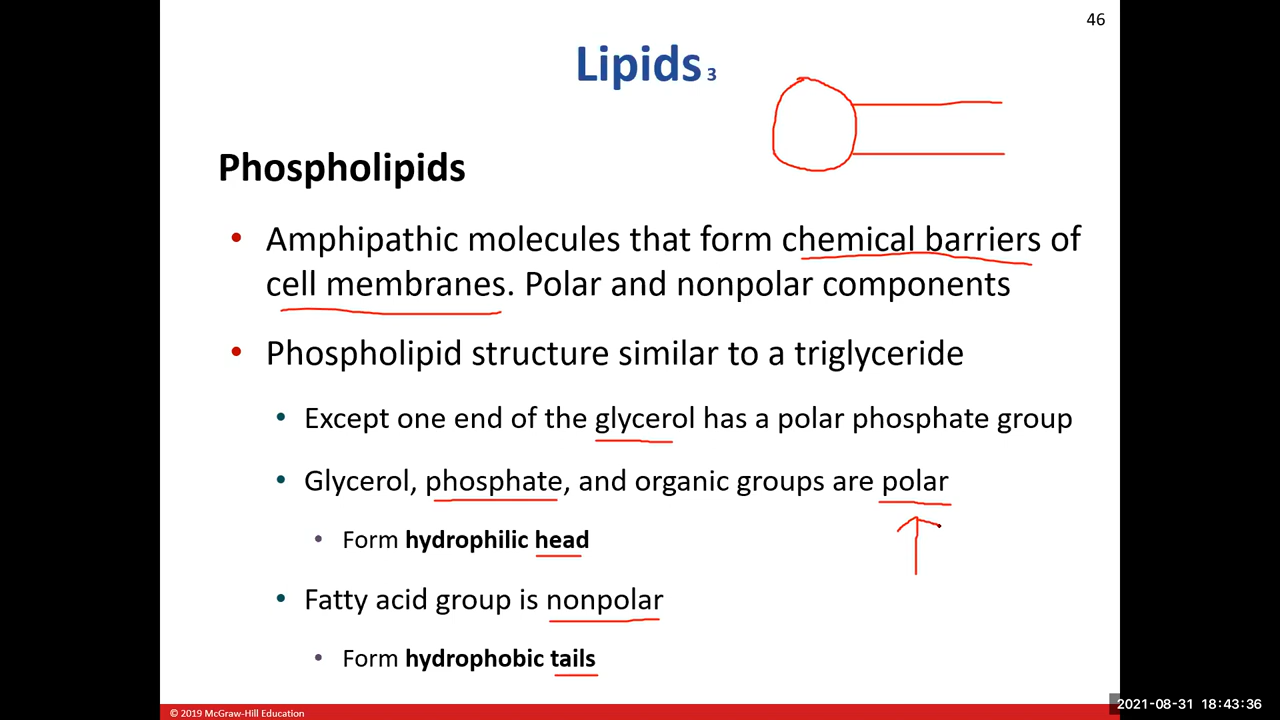 46
Lipids 3
Phospholipids
• Amphipathic molecules that form chemical barriers of
cell membranes. Polar and nonpolar components
• Phospholipid structure similar to a triglyceride
• Except one end of the glycerol has a polar phosphate group
• Glycerol, phosphate, and organic groups are polar
• Form hydrophilic head
• Fatty acid group is nonpolar
• Form hydrophobic tails
© 2019 McGraw-Hill Education
2021-08-31 18:43:36